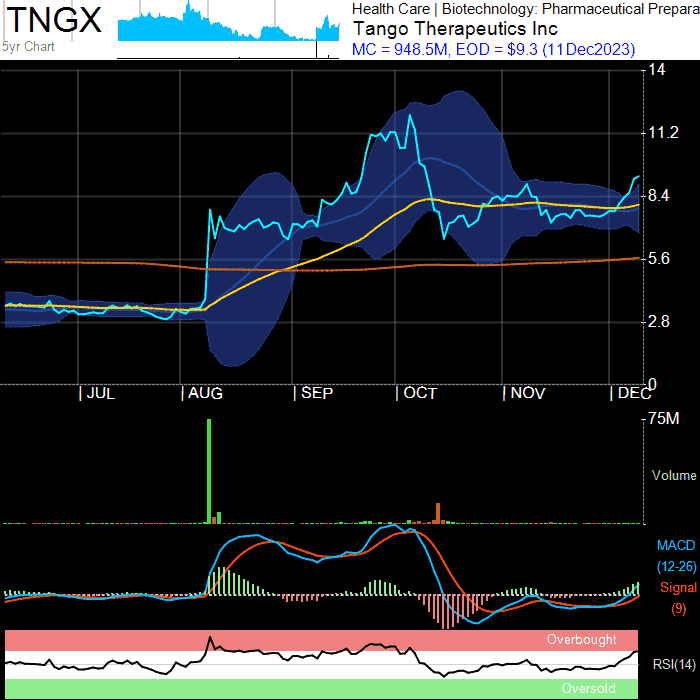 TNGX
5yr Chart
Health Care | Biotechnology: Pharmaceutical Prepara
Tango Therapeutics Inc
MC = 948.5M, EOD = $9.3 (11Dec2023)
14
11.2
8.4
5.6
2.8
0
| JUL | AUG | SEP | OCT | NOV | DEC
75M
Volume
MACD
(12-26)
Signal
(9)
Overbought
RSI(14)
Oversold